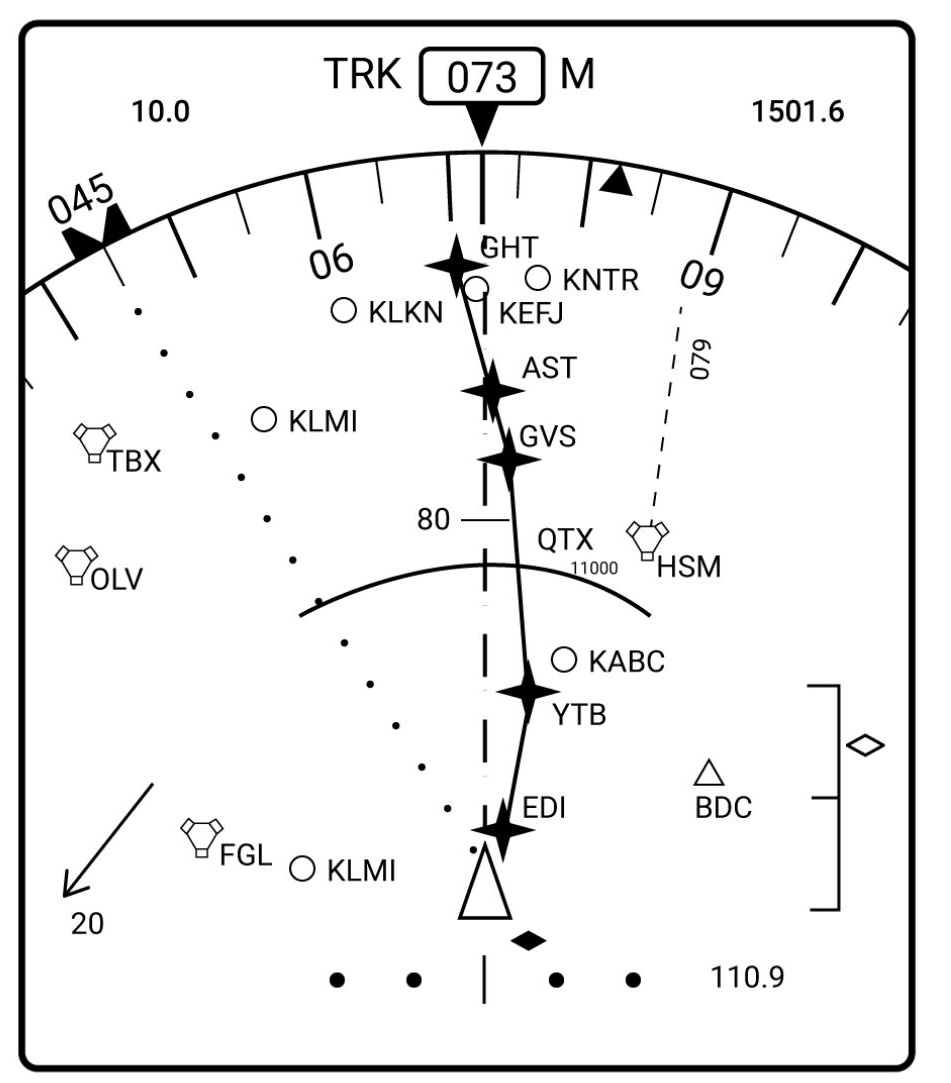 TRK 073 M
10.0
1501.6
045
06
09
GHT
KNTR
KLKN
KEFJ
079
AST
KLMI
GVS
TBX
80
QTX
11000
HSM
OLV
KABC
YTB
EDI
BDC
FGL
KLMI
20
110.9